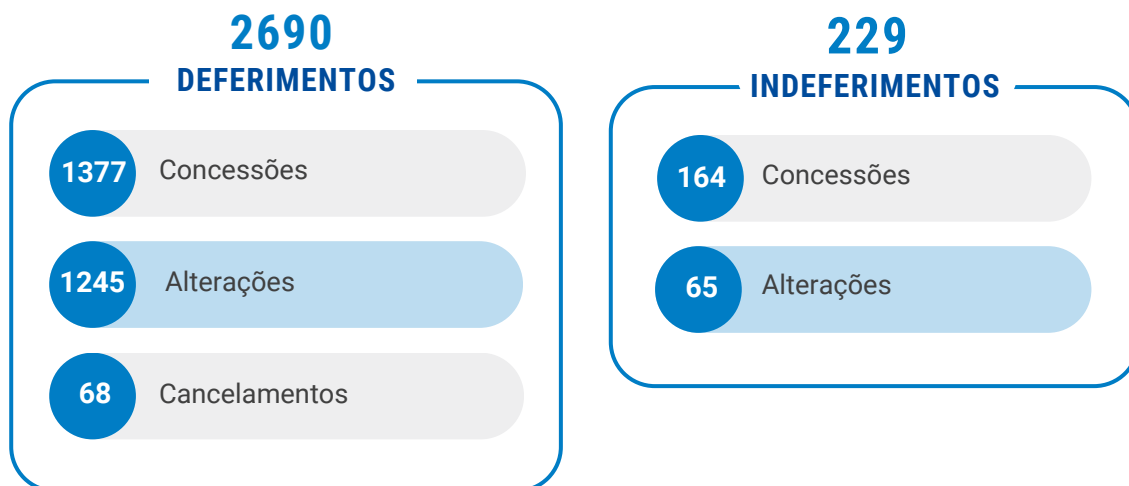 2690
DEFERIMENTOS
1377 Concessões
1245 Alterações
68 Cancelamentos
229
INDEFERIMENTOS
164 Concessões
65 Alterações